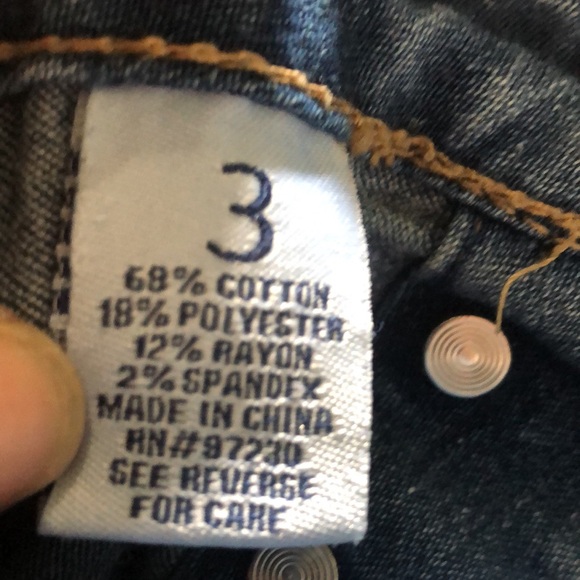 3
68% COTTON
18% POLYESTER
12% RAYON
2% SPANDEX
MADE IN CHINA
RN#97230
SEE REVERSE
FOR CARE